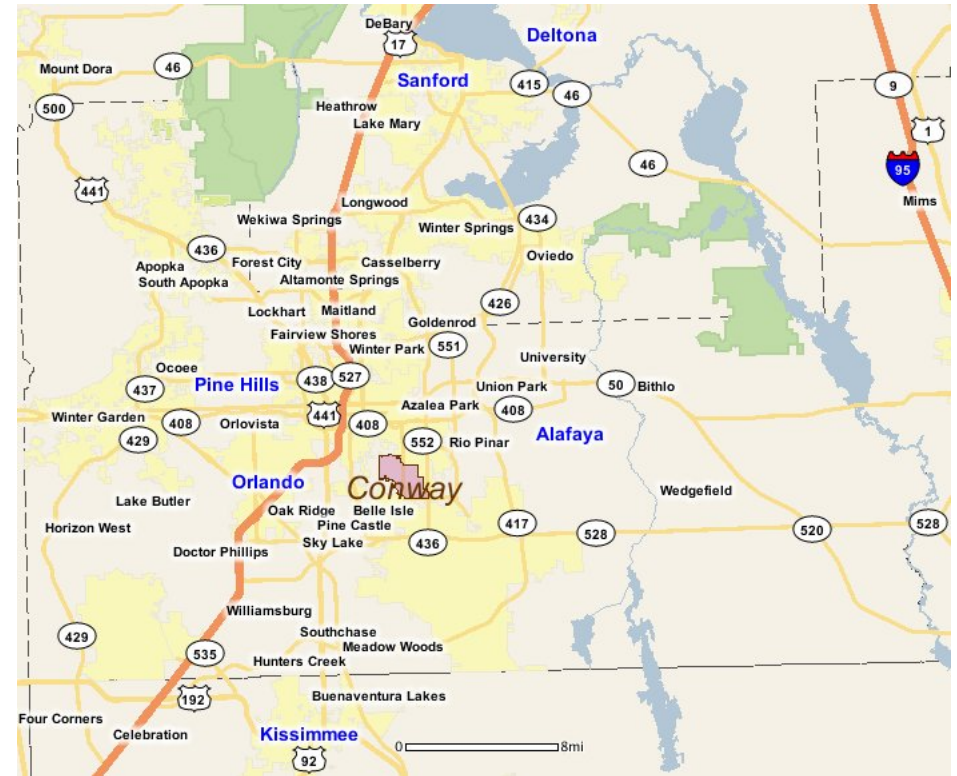 DeBary
17
Deltona
Mount Dora
46
Sanford
415
46
9
500
Heathrow
Lake Mary
1
46
95
441
Longwood
Mims
Wekiwa Springs
Winter Springs
434
436
Forest City
Casselberry
Oviedo
Apopka
South Apopka
Altamonte Springs
Lockhart
Maitland
426
Goldenrod
Fairview Shores
Winter Park
551
University
Ocoee
437
Pine Hills
438
527
Union Park
50
Bithlo
Winter Garden
408
Orlovista
441
408
Azalea Park
408
429
552
Rio Pinar
Alafaya
Orlando
Conway
Wedgefield
Lake Butler
Oak Ridge
Belle Isle
Horizon West
Pine Castle
417
520
528
Doctor Phillips
Sky Lake
436
528
Williamsburg
429
535
Southchase
Meadow Woods
Hunters Creek
192
Buenaventura Lakes
Four Corners
Celebration
Kissimmee
92
0
8mi